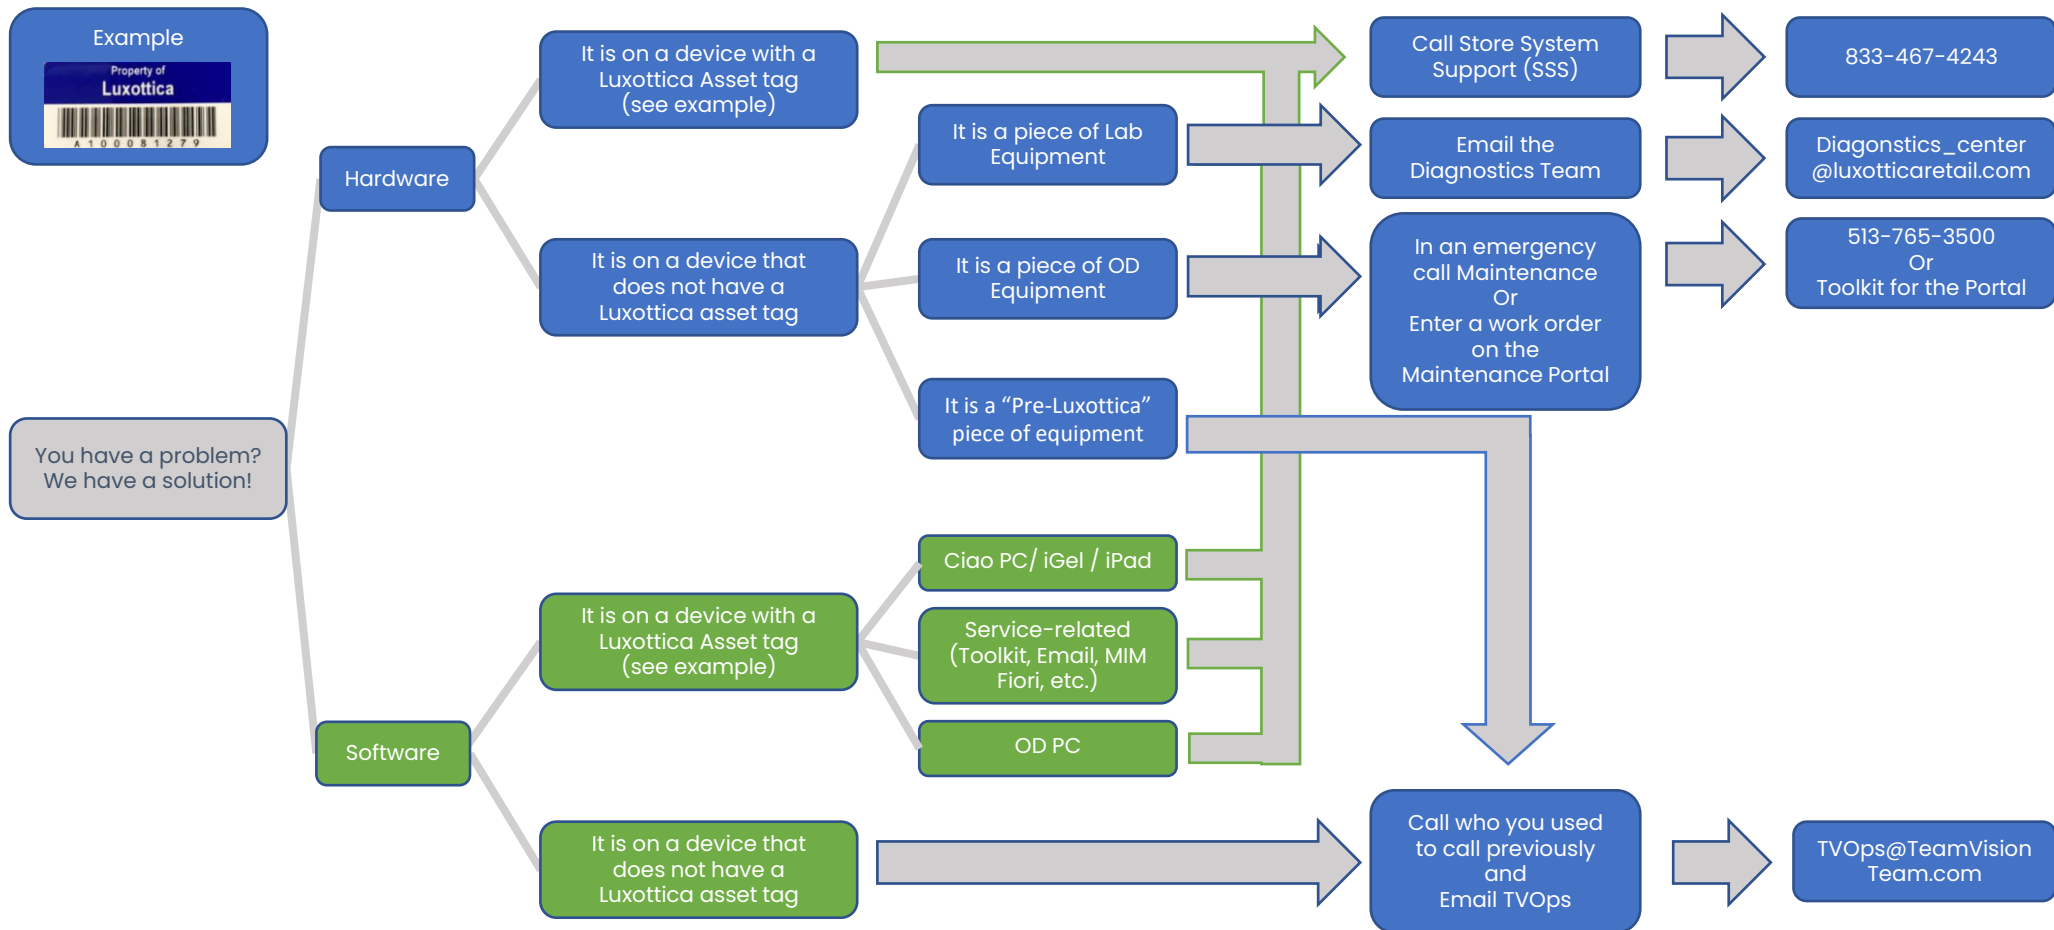 Example
Property of
Luxottica
A100081279
It is on a device with a
Luxottica Asset tag
(see example)
Call Store System
Support (SSS)
833-467-4243
It is a piece of Lab
Equipment
Email the
Diagnostics Team
Diagonstics_center
@luxotticaretail.com
Hardware
It is on a device that
does not have a
Luxottica asset tag
It is a piece of OD
Equipment
In an emergency
call Maintenance
Or
Enter a work order
on the
Maintenance Portal
513-765-3500
Or
Toolkit for the Portal
It is a “Pre-Luxottica”
piece of equipment
You have a problem?
We have a solution!
Ciao PC/ iGel / iPad
It is on a device with a
Luxottica Asset tag
(see example)
Service-related
(Toolkit, Email, MIM
Fiori, etc.)
OD PC
Software
It is on a device that
does not have a
Luxottica asset tag
Call who you used
to call previously
and
Email TVOps
TVOps@TeamVision
Team.com